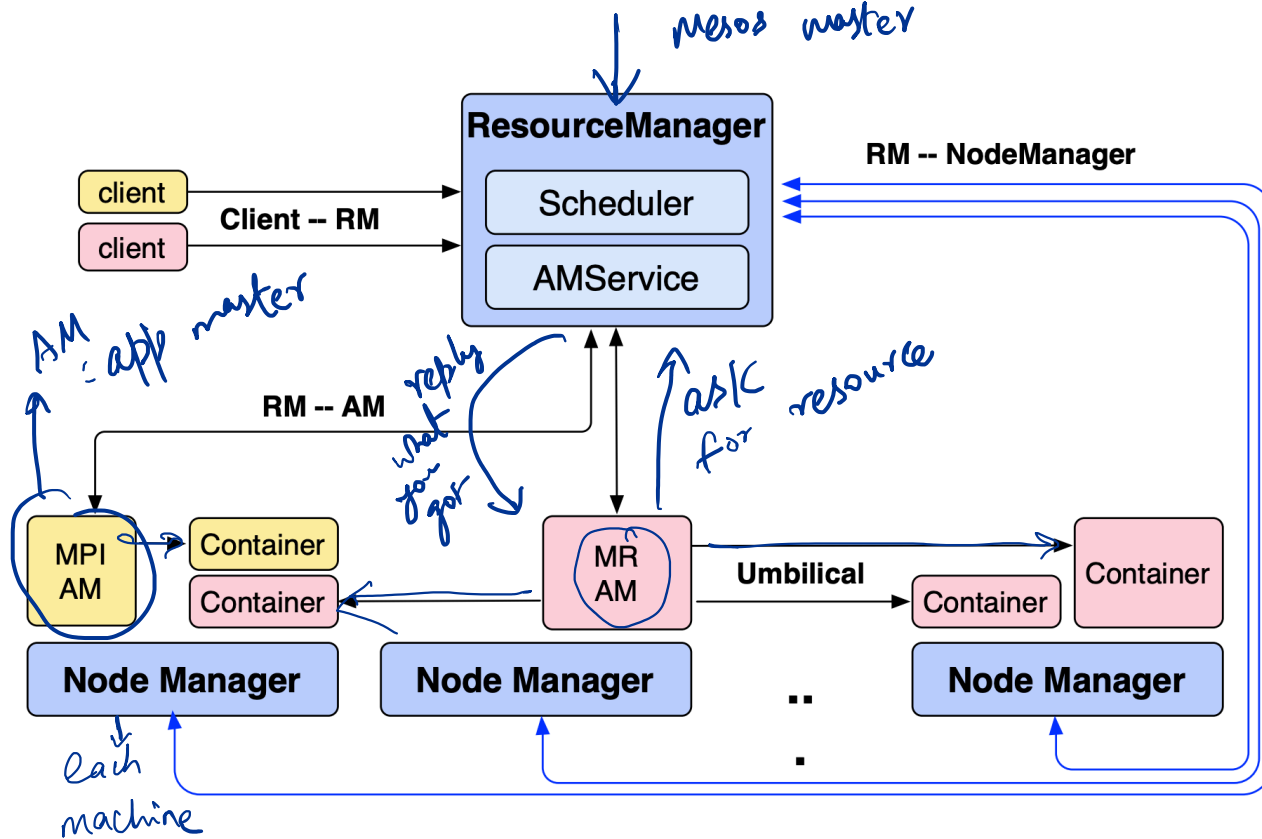 mesos master
ResourceManager
RM -- NodeManager
client
Scheduler
Client -- RM
client
AMService
AM : app master
reply what you got
ask for resource
RM -- AM
MPI AM
Container
MR AM
Container
Umbilical
Container
Container
Node Manager
Node Manager
..
.
Node Manager
each
machine